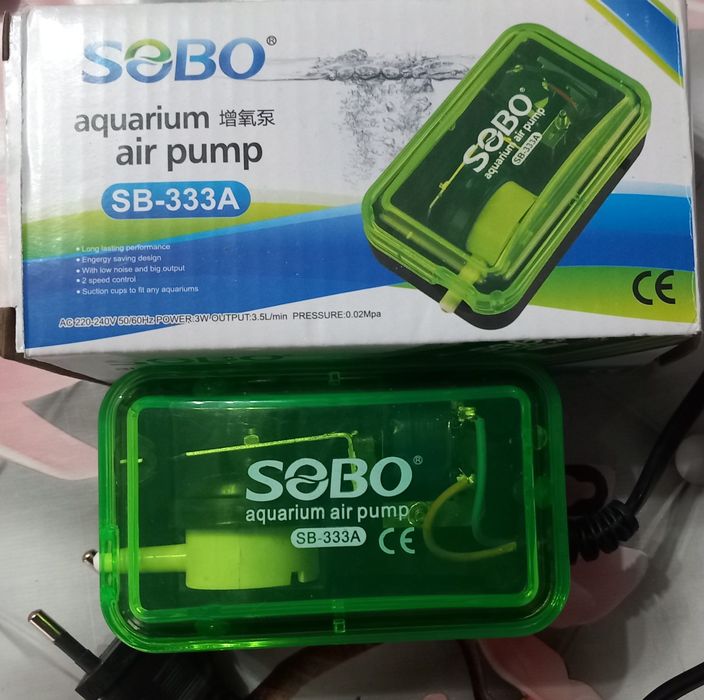 SOBO®
aquarium 增氧泵
air pump
SB-333A
• Long lasting performance
• Engergy saving design
• With low noise and big output
• 2 speed control
• Suction cups to fit any aquariums
AC 220-240V 50/60Hz POWER:3W OUTPUT:3.5L/min PRESSURE:0.02Mpa
SOBO
aquarium air pump
SB-333A
CE
SOBO®
aquarium air pump
SB-333A CE